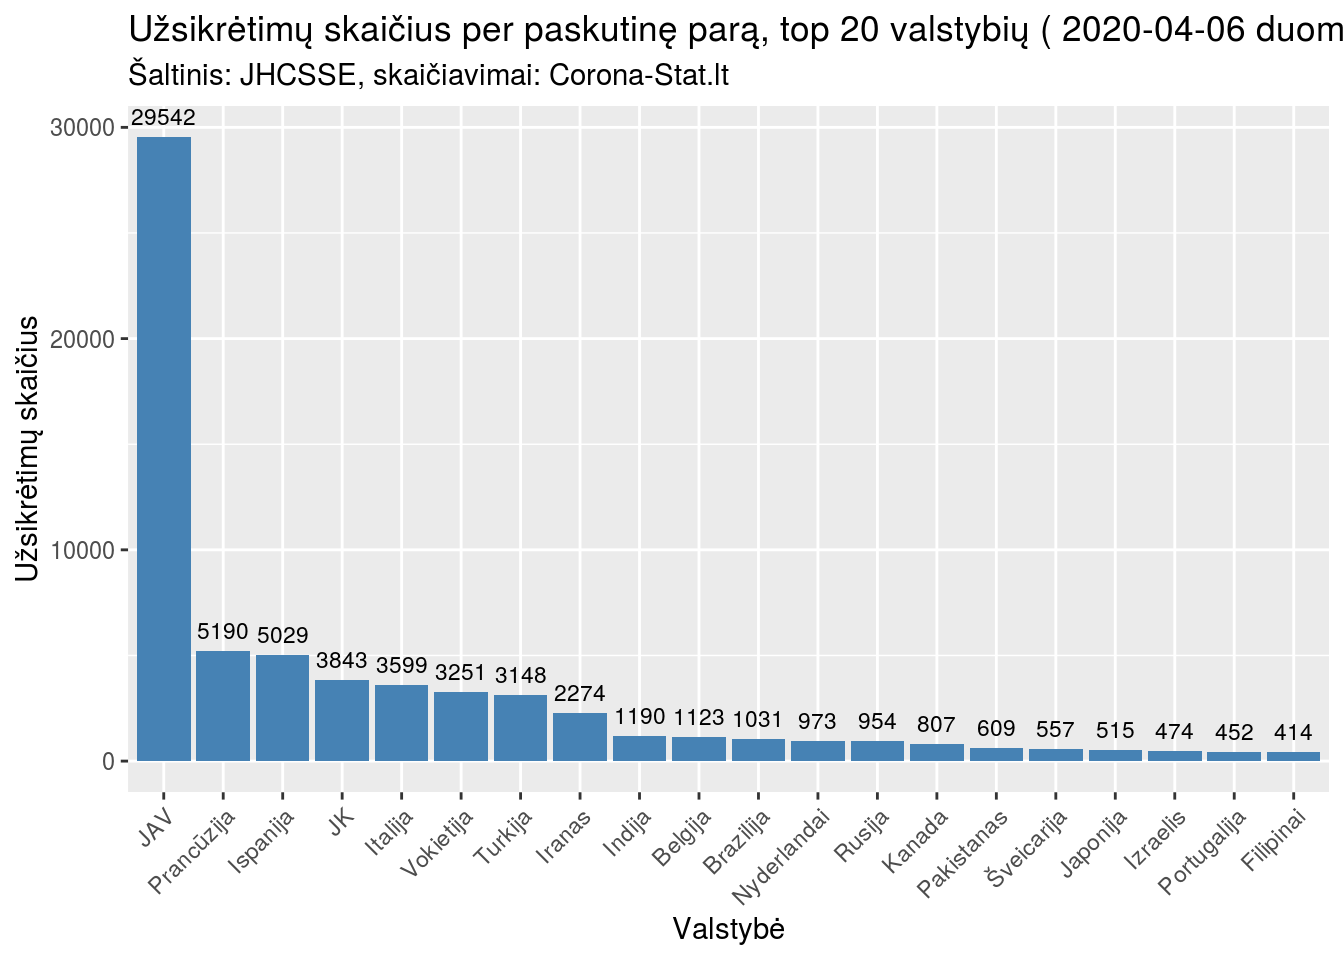 Užsikrėtimų skaičius per paskutinę parą, top 20 valstybių ( 2020-04-06 duom
Šaltinis: JHCSSE, skaičiavimai: Corona-Stat.lt
Užsikrėtimų skaičius
30000
20000
10000
0
29542
5190
5029
3843
3599
3251
3148
2274
1190
1123
1031
973
954
807
609
557
515
474
452
414
JAV
Prancūzija
Ispanija
JK
Italija
Vokietija
Turkija
Iranas
Indija
Belgija
Brazilija
Nyderlandai
Rusija
Kanada
Pakistanas
Šveicarija
Japonija
Izraelis
Portugalija
Filipinai
Valstybė